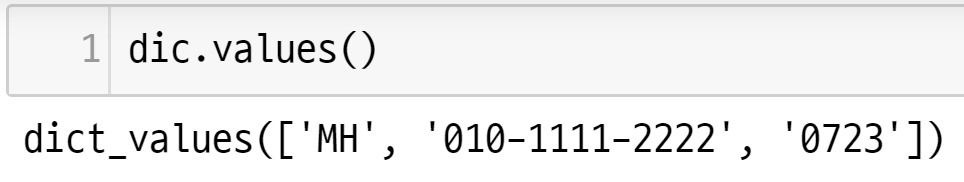 1 dic.values()
dict_values(['MH', '010-1111-2222', '0723'])